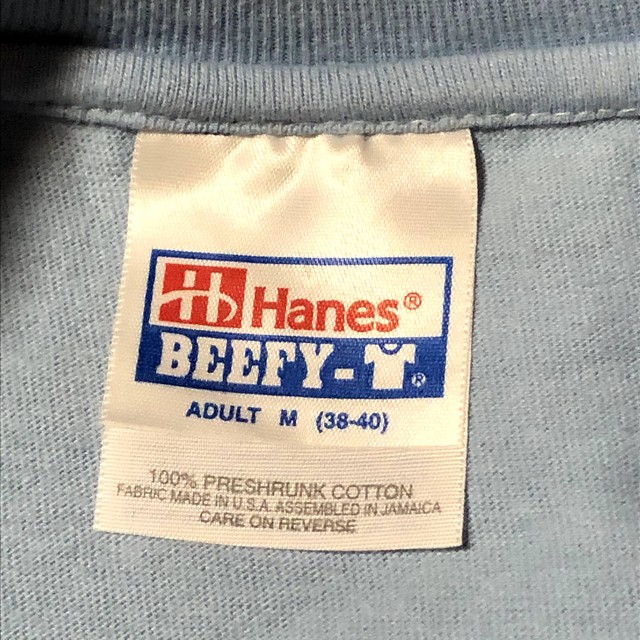 Hanes®
BEEFY-T®
ADULT M (38-40)
100% PRESHRUNK COTTON
FABRIC MADE IN U.S.A. ASSEMBLED IN JAMAICA
CARE ON REVERSE